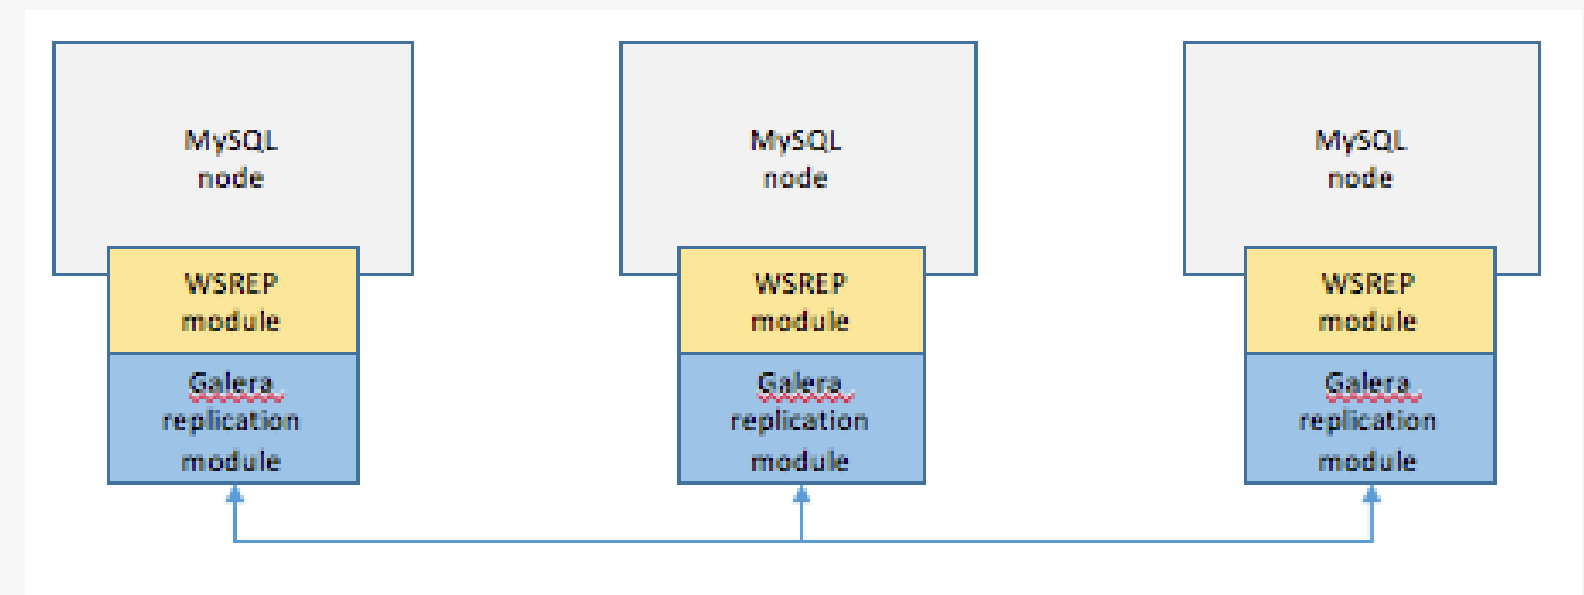 MySQL
node
MySQL
node
MySQL
node
WSREP
module
WSREP
module
WSREP
module
Galera
replication
module
Galera
replication
module
Galera
replication
module